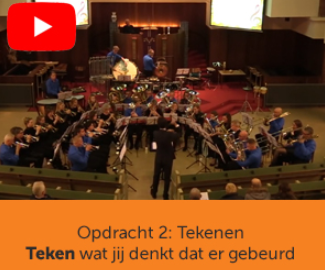 Opdracht 2: Tekenen
Teken wat jij denkt dat er gebeurd